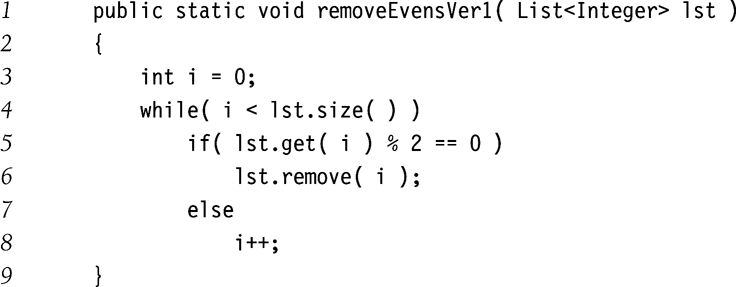 1 public static void removeEvensVer1( List<Integer> lst )
2 {
3 int i = 0;
4 while( i < lst.size( ) )
5 if( lst.get( i ) % 2 == 0 )
6 lst.remove( i );
7 else
8 i++;
9 }